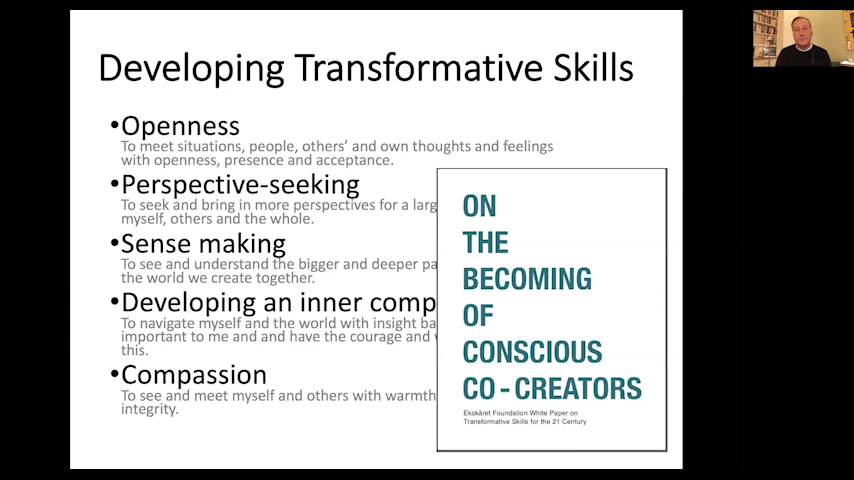 Developing Transformative Skills
•Openness
To meet situations, people, others' and own thoughts and feelings
with openness, presence and acceptance.
•Perspective-seeking
To seek and bring in more perspectives for a larg
myself, others and the whole.
•Sense making
To see and understand the bigger and deeper pa
the world we create together.
•Developing an inner comp
To navigate myself and the world with insight ba
important to me and and have the courage and
this.
•Compassion
To see and meet myself and others with warmth
integrity.
ON
THE
BECOMING
OF
CONSCIOUS
CO-CREATORS
Ekskäret Foundation White Paper on
Transformative Skills for the 21 Century